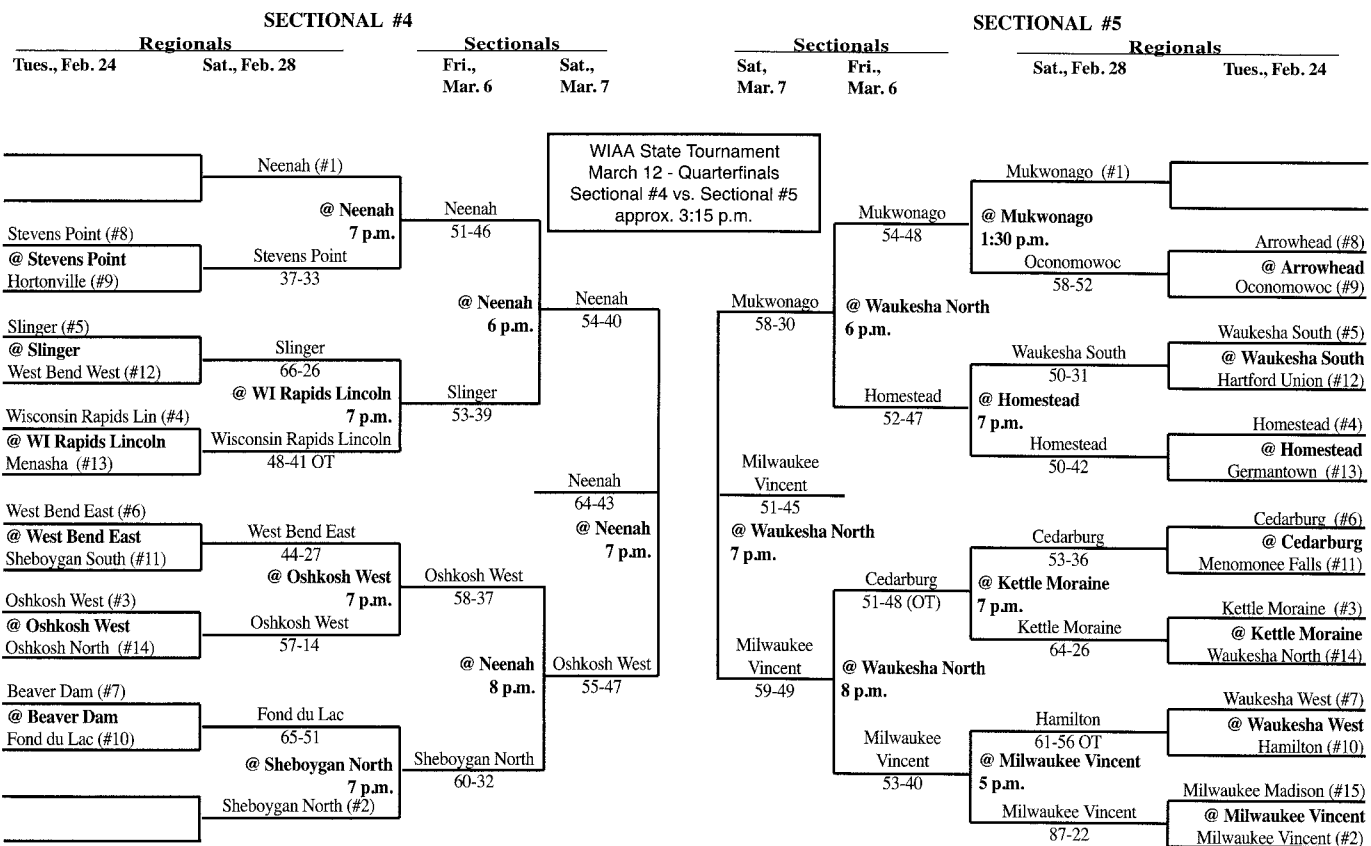 SECTIONAL #4
Regionals
Sectionals
Tues., Feb. 24
Sat., Feb. 28
Fri.,
Mar. 6
Sat.,
Mar. 7
Neenah (#1)
@ Neenah
7 p.m.
Stevens Point (#8)
@ Stevens Point
Hortonville (#9)
Stevens Point
37-33
Neenah
51-46
Slinger (#5)
@ Slinger
West Bend West (#12)
Slinger
66-26
@ WI Rapids Lincoln
7 p.m.
Wisconsin Rapids Lin (#4)
@ WI Rapids Lincoln
Menasha (#13)
Wisconsin Rapids Lincoln
48-41 OT
Slinger
53-39
@ Neenah
6 p.m.
Neenah
54-40
West Bend East (#6)
@ West Bend East
Sheboygan South (#11)
West Bend East
44-27
@ Oshkosh West
7 p.m.
Oshkosh West (#3)
@ Oshkosh West
Oshkosh North (#14)
Oshkosh West
57-14
Oshkosh West
58-37
Beaver Dam (#7)
@ Beaver Dam
Fond du Lac (#10)
Fond du Lac
65-51
@ Sheboygan North
7 p.m.
Sheboygan North (#2)
Sheboygan North
60-32
@ Neenah
8 p.m.
Oshkosh West
55-47
Neenah
64-43
@ Neenah
7 p.m.
WIAA State Tournament
March 12 - Quarterfinals
Sectional #4 vs. Sectional #5
approx. 3:15 p.m.
SECTIONAL #5
Sectionals
Regionals
Sat,
Mar. 7
Fri.,
Mar. 6
Sat., Feb. 28
Tues., Feb. 24
Mukwonago (#1)
@ Mukwonago
1:30 p.m.
Arrowhead (#8)
@ Arrowhead
Oconomowoc (#9)
Oconomowoc
58-52
Mukwonago
54-48
Waukesha South (#5)
@ Waukesha South
Hartford Union (#12)
Waukesha South
50-31
@ Homestead
7 p.m.
Homestead (#4)
@ Homestead
Germantown (#13)
Homestead
50-42
Homestead
52-47
@ Waukesha North
6 p.m.
Mukwonago
58-30
Cedarburg (#6)
@ Cedarburg
Menomonee Falls (#11)
Cedarburg
53-36
@ Kettle Moraine
7 p.m.
Kettle Moraine (#3)
@ Kettle Moraine
Waukesha North (#14)
Kettle Moraine
64-26
Cedarburg
51-48 (OT)
Waukesha West (#7)
@ Waukesha West
Hamilton (#10)
Hamilton
61-56 OT
@ Milwaukee Vincent
5 p.m.
Milwaukee Madison (#15)
@ Milwaukee Vincent
Milwaukee Vincent (#2)
Milwaukee Vincent
87-22
Milwaukee
Vincent
53-40
@ Waukesha North
8 p.m.
Milwaukee
Vincent
59-49
Milwaukee
Vincent
51-45
@ Waukesha North
7 p.m.